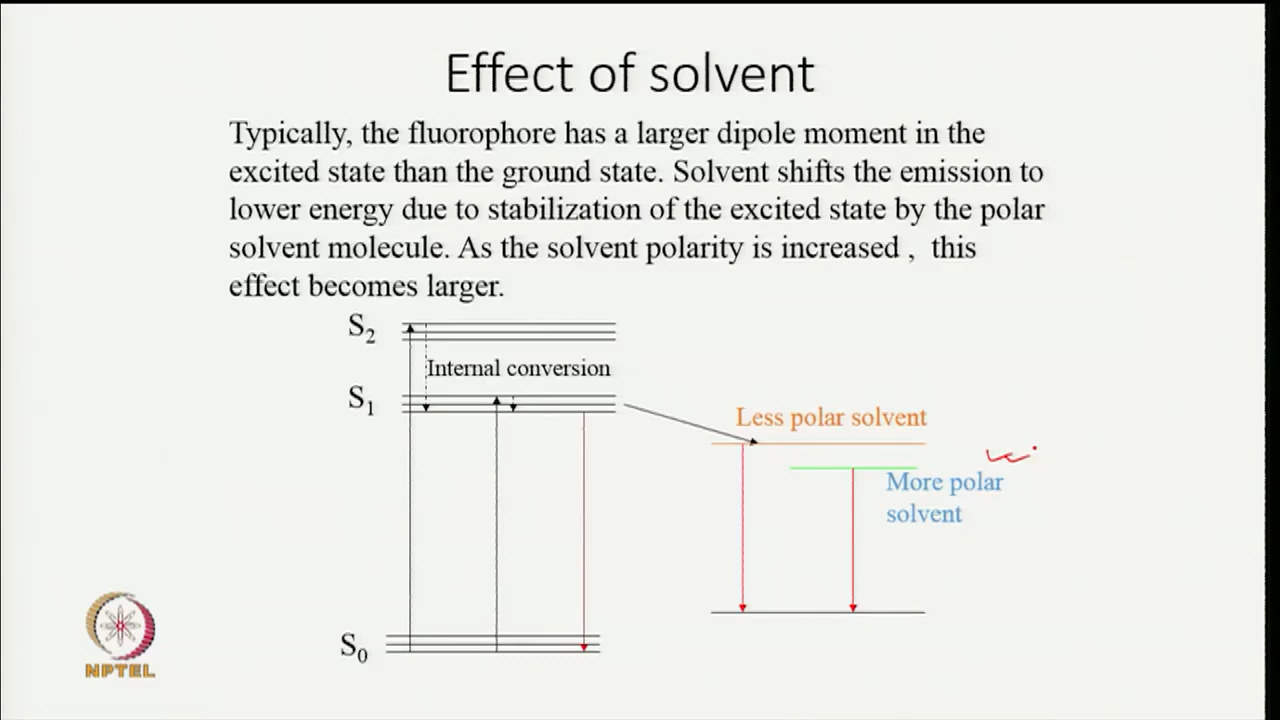 Effect of solvent
Typically, the fluorophore has a larger dipole moment in the
excited state than the ground state. Solvent shifts the emission to
lower energy due to stabilization of the excited state by the polar
solvent molecule. As the solvent polarity is increased , this
effect becomes larger.
S2
Internal conversion
S1
Less polar solvent
More polar
solvent
S0
NPTEL